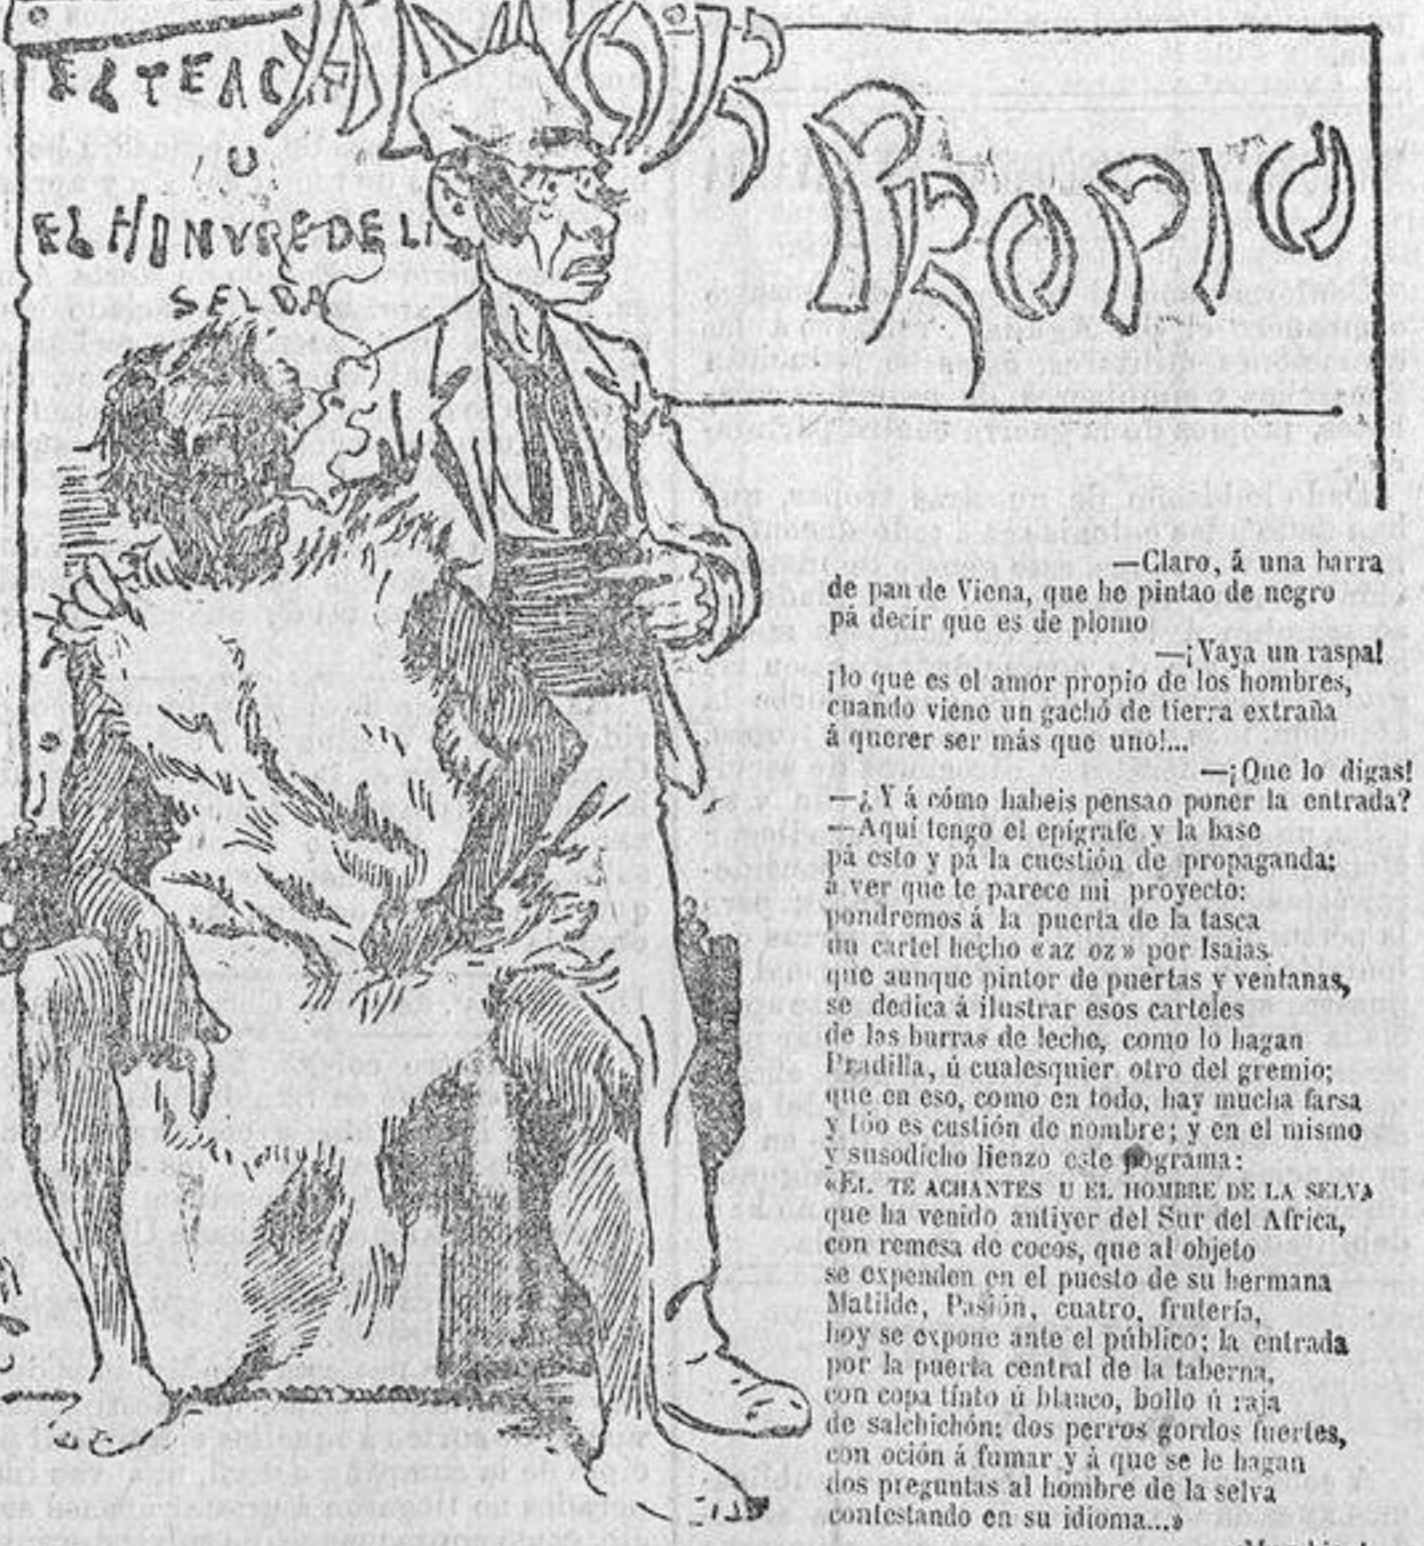 AMOR
PROPIO
EL TEAC
U
EL HINVRE DE LA
SELDA
—Claro, á una barra
de pan de Viena, que he pintao de negro
pá decir que es de plomo
—¡Vaya un raspa!
¡lo que es el amor propio de los hombres,
cuando viene un gachó de tierra extraña
á querer ser más que uno!...
—¡Que lo digas!
—¿Y á cómo habeis pensao poner la entrada?
—Aquí tengo el epígrafe y la base
pá esto y pá la cuestión de propaganda;
á ver que te parece mi proyecto:
pondremos á la puerta de la tasca
un cartel hecho «az oz» por Isaias
que aunque pintor de puertas y ventanas,
se dedica á ilustrar esos carteles
de las burras de leche, como lo hagan
Pradilla, ú cualesquier otro del gremio;
que en eso, como en todo, hay mucha farsa
y too es custión de nombre; y en el mismo
y susodicho lienzo este pograma:
«EL TE ACHANTES U EL HOMBRE DE LA SELVA
que ha venido antiyer del Sur del Africa,
con remesa de cocos, que al objeto
se expenden en el puesto de su hermana
Matilde, Pasión, cuatro, frutería,
hoy se expone ante el público; la entrada
por la puerta central de la taberna,
con copa tinto ú blanco, bollo ú raja
de salchichón; dos perros gordos fuertes,
con oción á fumar y á que se le hagan
dos preguntas al hombre de la selva
contestando en su idioma...»